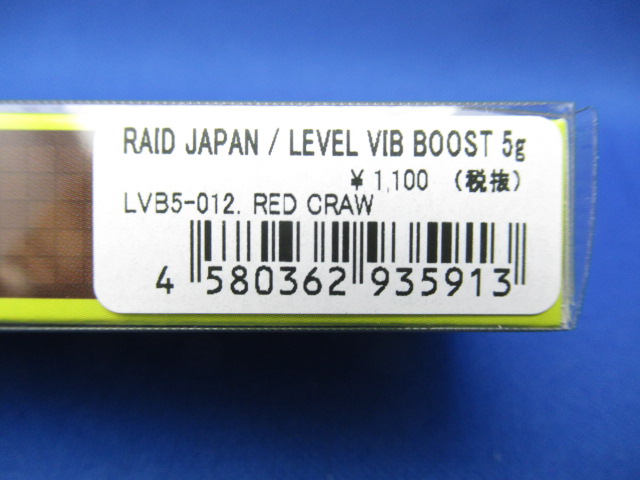 RAID JAPAN / LEVEL VIB BOOST 5g
¥ 1,100 (税抜)
LVB5-012. RED CRAW
4 580362 935913